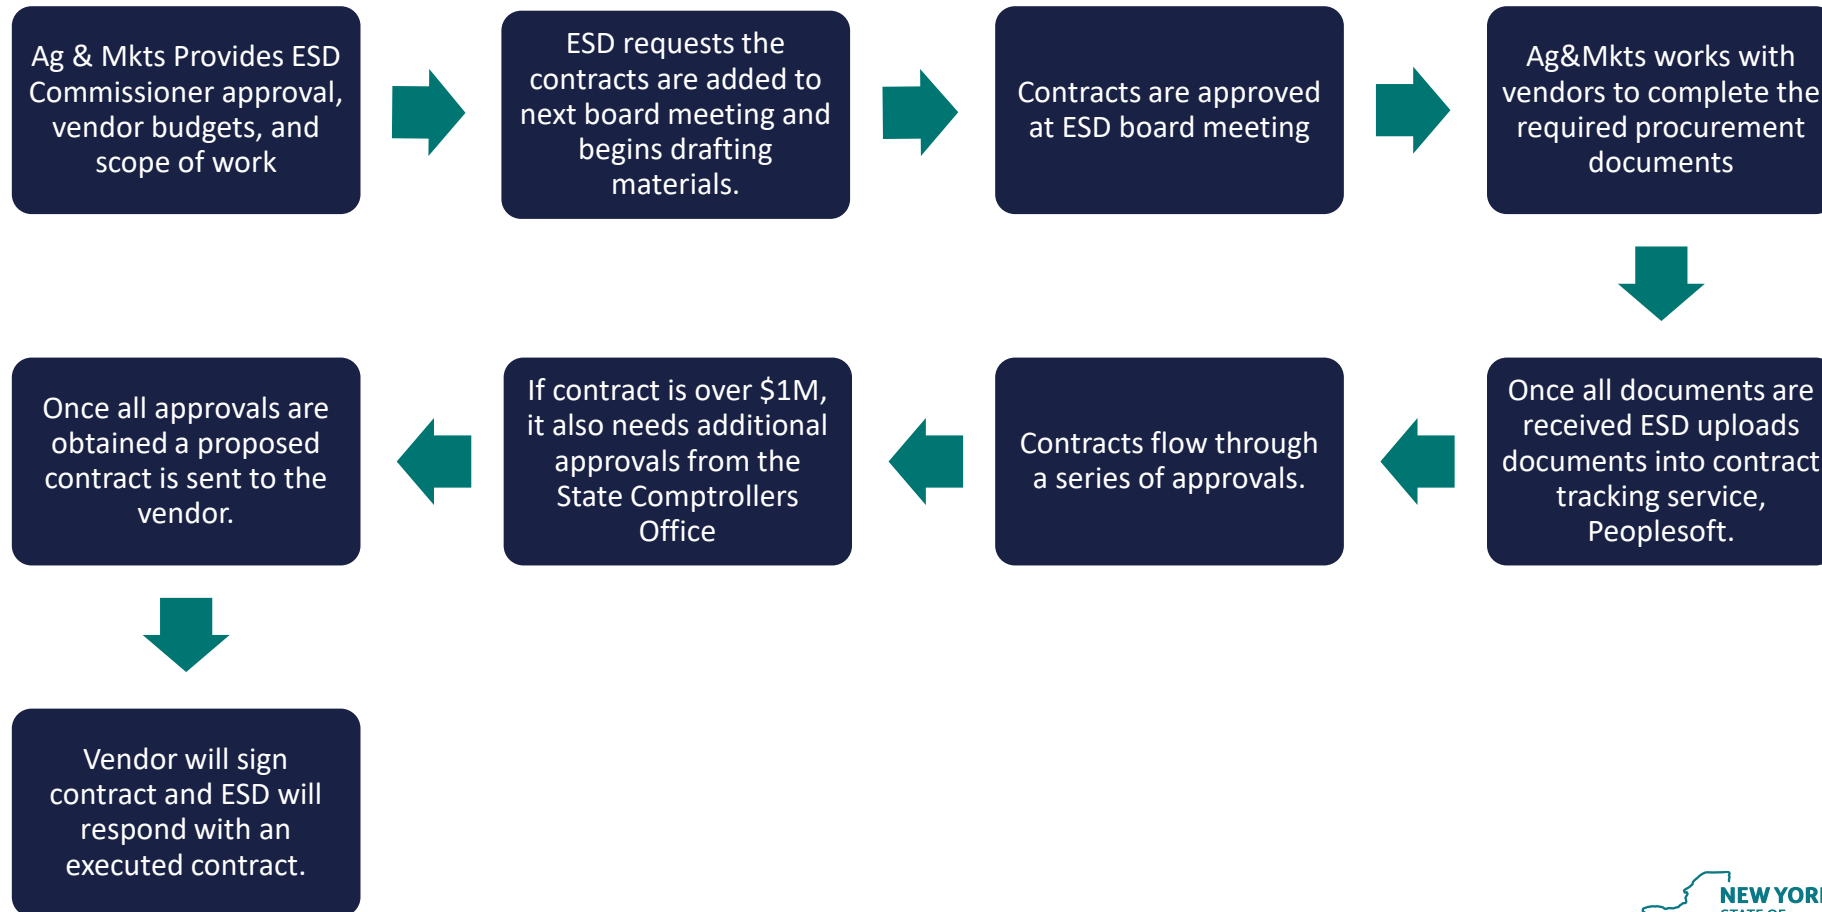 Ag & Mkts Provides ESD
Commissioner approval,
vendor budgets, and
scope of work
ESD requests the
contracts are added to
next board meeting and
begins drafting
materials.
Contracts are approved
at ESD board meeting
Ag&Mkts works with
vendors to complete the
required procurement
documents
Once all documents are
received ESD uploads
documents into contract
tracking service,
Peoplesoft.
Contracts flow through
a series of approvals.
If contract is over $1M,
it also needs additional
approvals from the
State Comptrollers
Office
Once all approvals are
obtained a proposed
contract is sent to the
vendor.
Vendor will sign
contract and ESD will
respond with an
executed contract.
NEW YORK
STATE OF